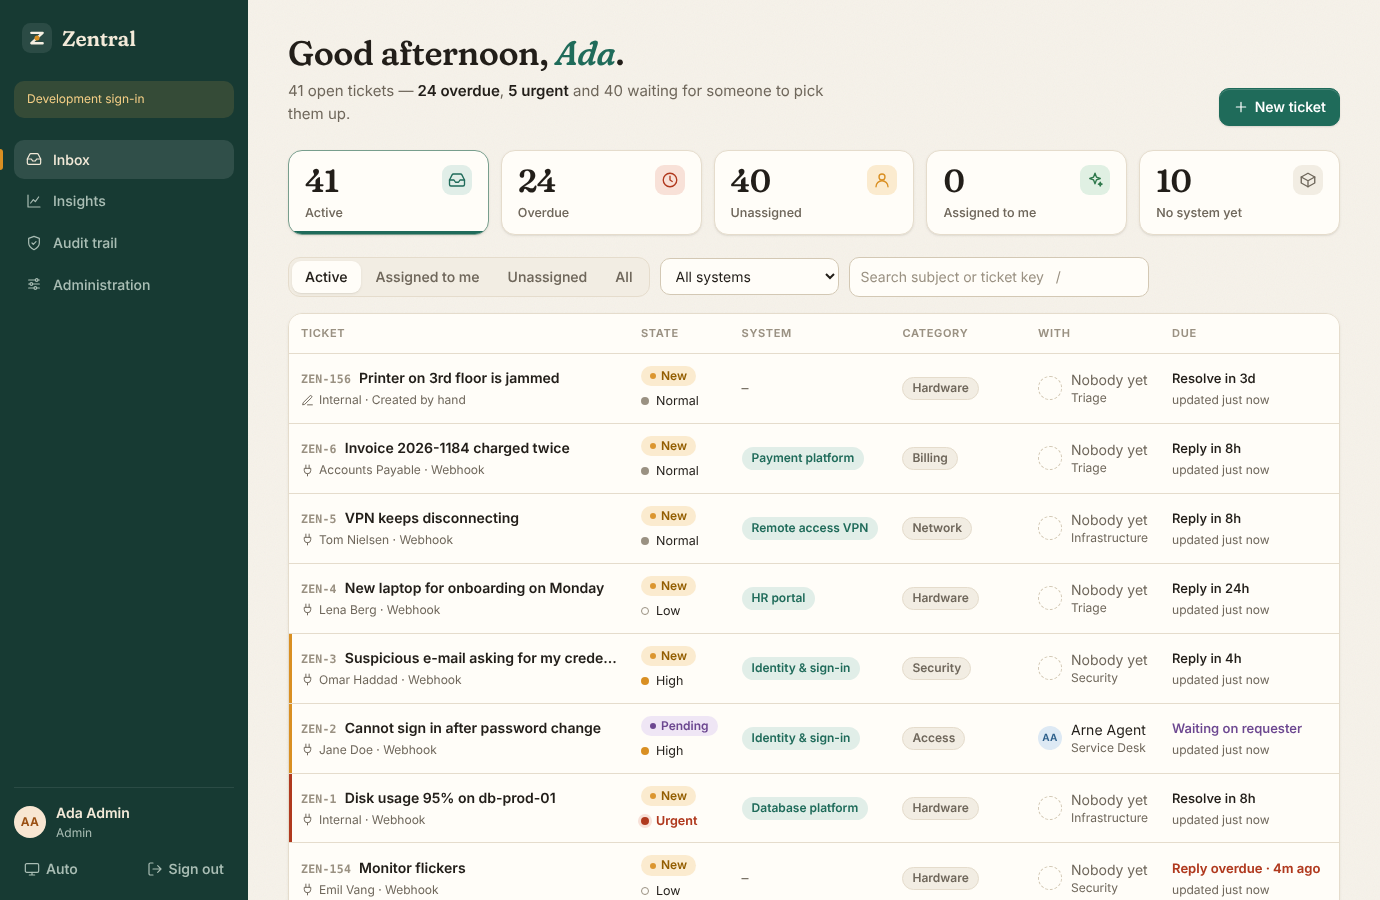 Zentral
Development sign-in
Inbox
Insights
Audit trail
Administration
Ada Admin
AA
Admin
Auto
Sign out
Good afternoon, Ada.
41 open tickets — 24 overdue, 5 urgent and 40 waiting for someone to pick
them up.
+ New ticket
41
Active
24
Overdue
40
Unassigned
0
Assigned to me
10
No system yet
Active Assigned to me Unassigned All
All systems
Search subject or ticket key /
TICKET STATE SYSTEM CATEGORY WITH DUE
ZEN-156 Printer on 3rd floor is jammed
Internal · Created by hand
New
Normal
–
Hardware
Nobody yet
Triage
Resolve in 3d
updated just now
ZEN-6 Invoice 2026-1184 charged twice
Accounts Payable · Webhook
New
Normal
Payment platform
Billing
Nobody yet
Triage
Reply in 8h
updated just now
ZEN-5 VPN keeps disconnecting
Tom Nielsen · Webhook
New
Normal
Remote access VPN
Network
Nobody yet
Infrastructure
Reply in 8h
updated just now
ZEN-4 New laptop for onboarding on Monday
Lena Berg · Webhook
New
Low
HR portal
Hardware
Nobody yet
Triage
Reply in 24h
updated just now
ZEN-3 Suspicious e-mail asking for my crede...
Omar Haddad · Webhook
New
High
Identity & sign-in
Security
Nobody yet
Security
Reply in 4h
updated just now
ZEN-2 Cannot sign in after password change
Jane Doe · Webhook
Pending
High
Identity & sign-in
Access
AA
Arne Agent
Service Desk
Waiting on requester
updated just now
ZEN-1 Disk usage 95% on db-prod-01
Internal · Webhook
New
Urgent
Database platform
Hardware
Nobody yet
Infrastructure
Resolve in 8h
updated just now
ZEN-154 Monitor flickers
Emil Vang · Webhook
New
Low
–
Hardware
Nobody yet
Security
Reply overdue · 4m ago
updated just now